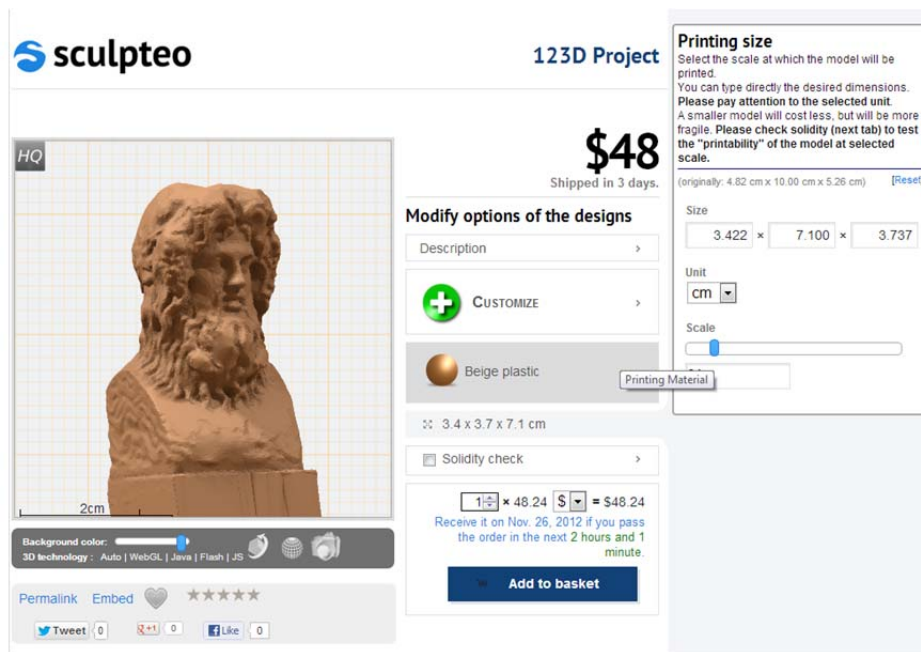 sculpteo
123D Project
HQ
2cm
Background color:
3D technology : Auto | WebGL | Java | Flash | JS
Permalink Embed
Tweet 0
+1 0
Like 0
$48
Shipped in 3 days.
Modify options of the designs
Description
CUSTOMIZE
Beige plastic
Printing Material
3.4 x 3.7 x 7.1 cm
Solidity check
1 × 48.24 $ = $48.24
Receive it on Nov. 26, 2012 if you pass
the order in the next 2 hours and 1
minute.
Add to basket
Printing size
Select the scale at which the model will be
printed.
You can type directly the desired dimensions.
Please pay attention to the selected unit.
A smaller model will cost less, but will be more
fragile. Please check solidity (next tab) to test
the "printability" of the model at selected
scale.
(originally: 4.82 cm x 10.00 cm x 5.26 cm) [Reset
Size
3.422 × 7.100 × 3.737
Unit
cm
Scale